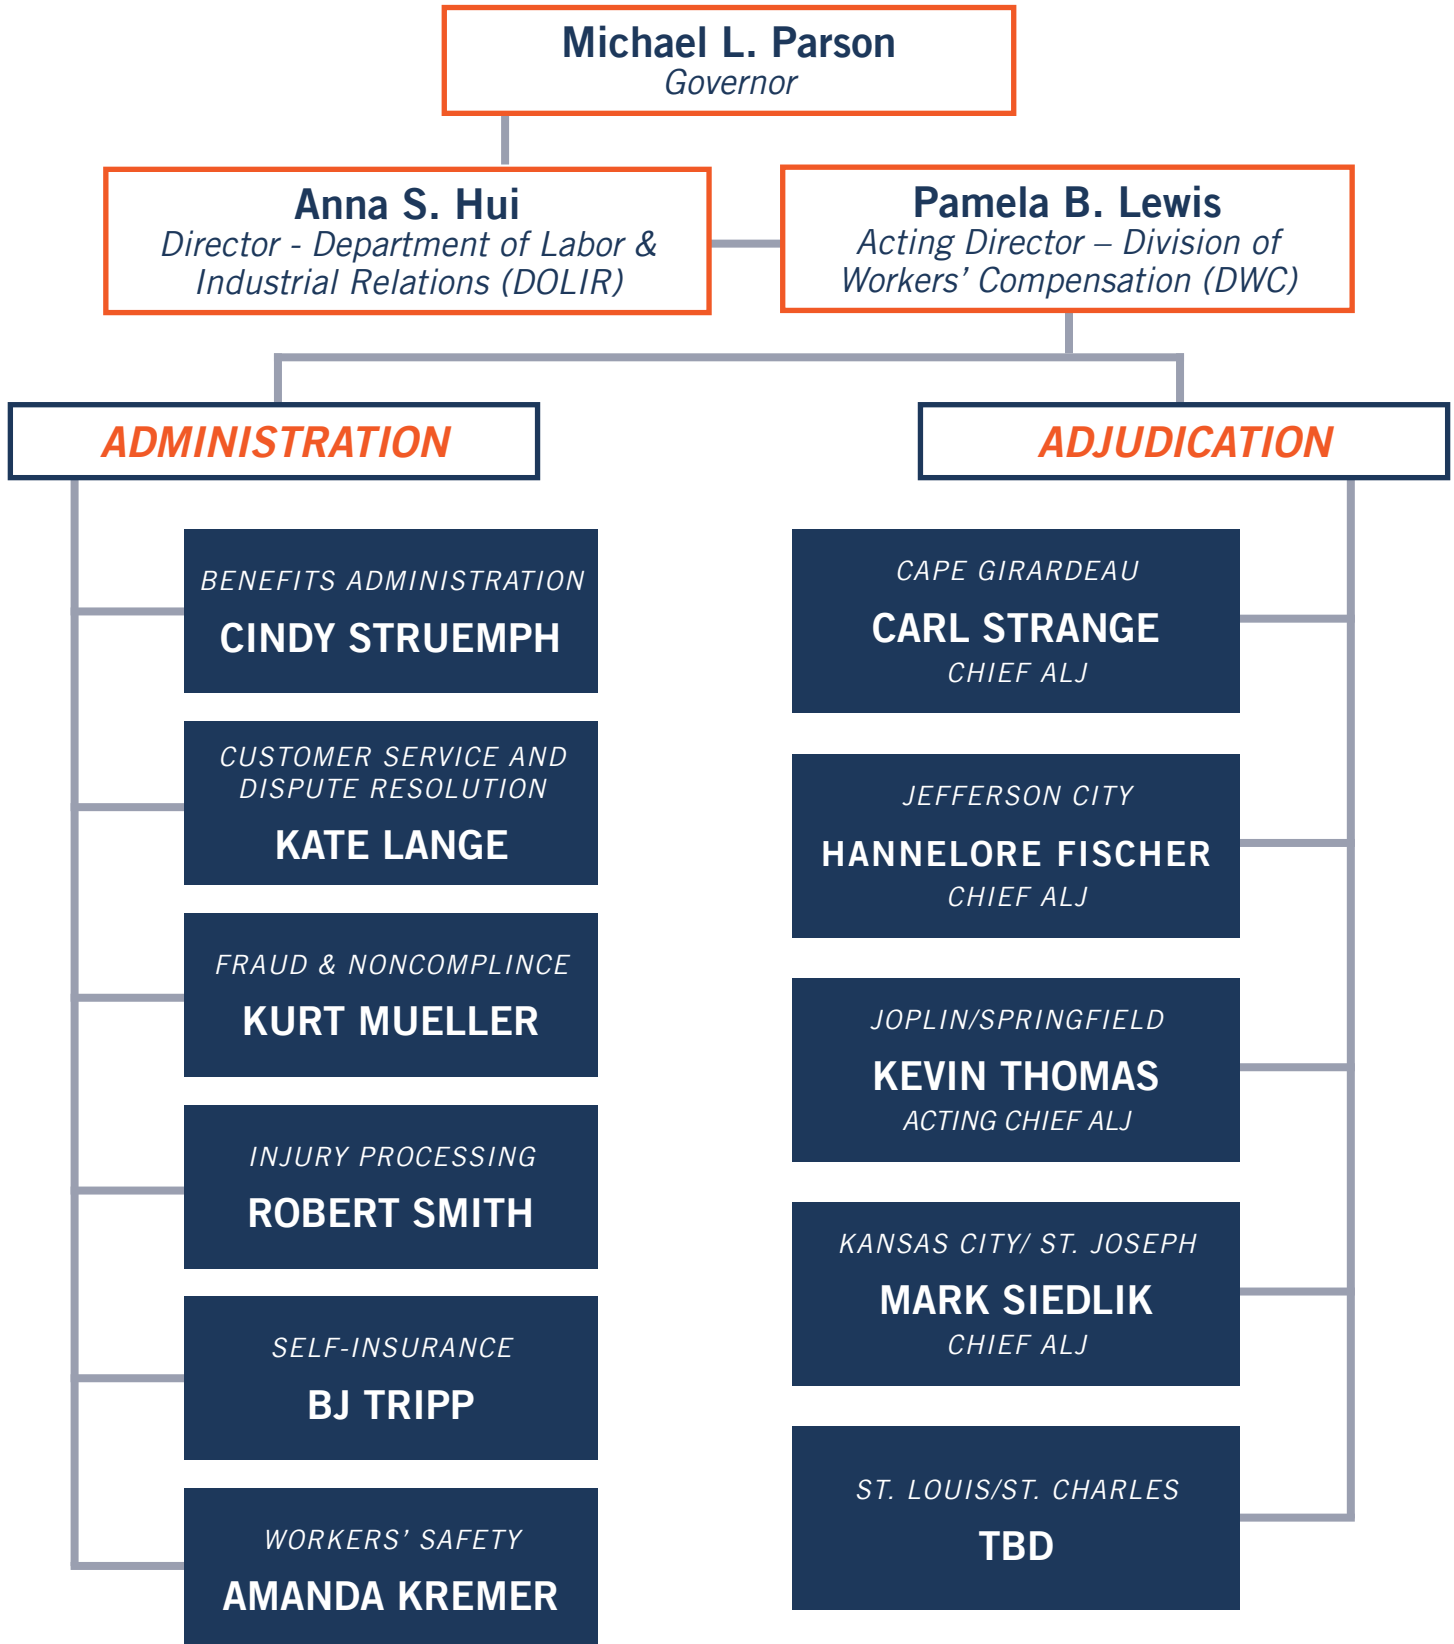 Michael L. Parson
Governor
Anna S. Hui
Director - Department of Labor &
Industrial Relations (DOLIR)
Pamela B. Lewis
Acting Director – Division of
Workers’ Compensation (DWC)
ADMINISTRATION
BENEFITS ADMINISTRATION
CINDY STRUEMPH
CUSTOMER SERVICE AND
DISPUTE RESOLUTION
KATE LANGE
FRAUD & NONCOMPLINCE
KURT MUELLER
INJURY PROCESSING
ROBERT SMITH
SELF-INSURANCE
BJ TRIPP
WORKERS’ SAFETY
AMANDA KREMER
ADJUDICATION
CAPE GIRARDEAU
CARL STRANGE
CHIEF ALJ
JEFFERSON CITY
HANNELORE FISCHER
CHIEF ALJ
JOPLIN/SPRINGFIELD
KEVIN THOMAS
ACTING CHIEF ALJ
KANSAS CITY/ ST. JOSEPH
MARK SIEDLIK
CHIEF ALJ
ST. LOUIS/ST. CHARLES
TBD